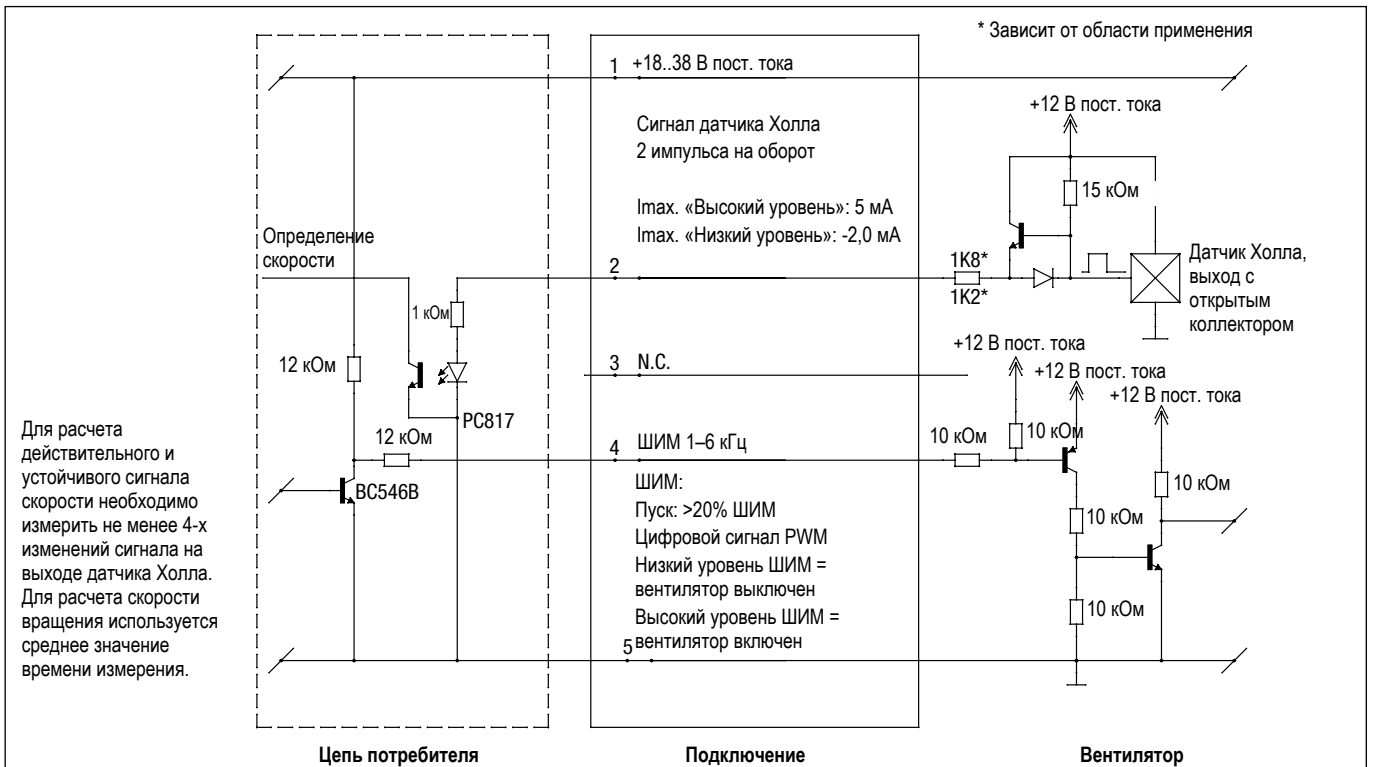 * Зависит от области применения
1 +18..38 В пост. тока
+12 В пост. тока
Сигнал датчика Холла
2 импульса на оборот
15 кОм
Imax. «Высокий уровень»: 5 мА
Imax. «Низкий уровень»: -2,0 мА
Определение
скорости
2
1K8*
1K2*
Датчик Холла,
выход с
открытым
коллектором
1 кОм
12 кОм
3 N.C.
+12 В пост. тока
+12 В пост. тока
+12 В пост. тока
PC817
12 кОм
4 ШИМ 1–6 кГц
10 кОм
10 кОм
BC546B
Для расчета
действительного и
устойчивого сигнала
скорости необходимо
измерить не менее 4-х
изменений сигнала на
выходе датчика Холла.
Для расчета скорости
вращения используется
среднее значение
времени измерения.
ШИМ:
Пуск: >20% ШИМ
Цифровой сигнал PWM
Низкий уровень ШИМ =
вентилятор выключен
Высокий уровень ШИМ =
вентилятор включен
10 кОм
10 кОм
10 кОм
5
Цепь потребителя
Подключение
Вентилятор